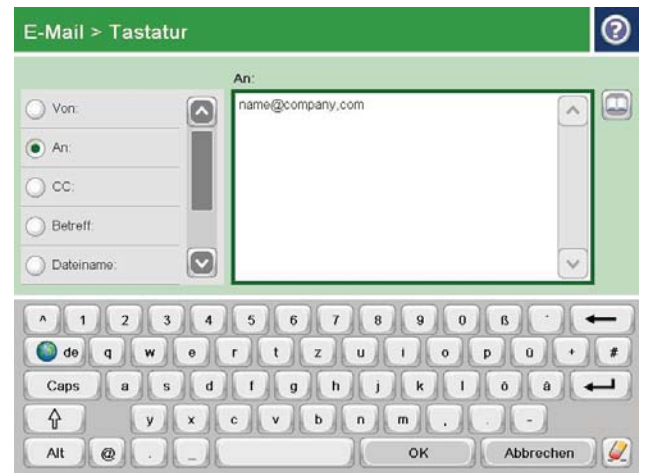 E-Mail > Tastatur
An:
Von:
name@company.com
An:
CC:
Betreff:
Dateiname:
^ 1 2 3 4 5 6 7 8 9 0 ß ´
de q w e r t z u i o p ü + #
Caps a s d f g h j k l ö ä
y x c v b n m , . -
Alt @ . _ OK Abbrechen